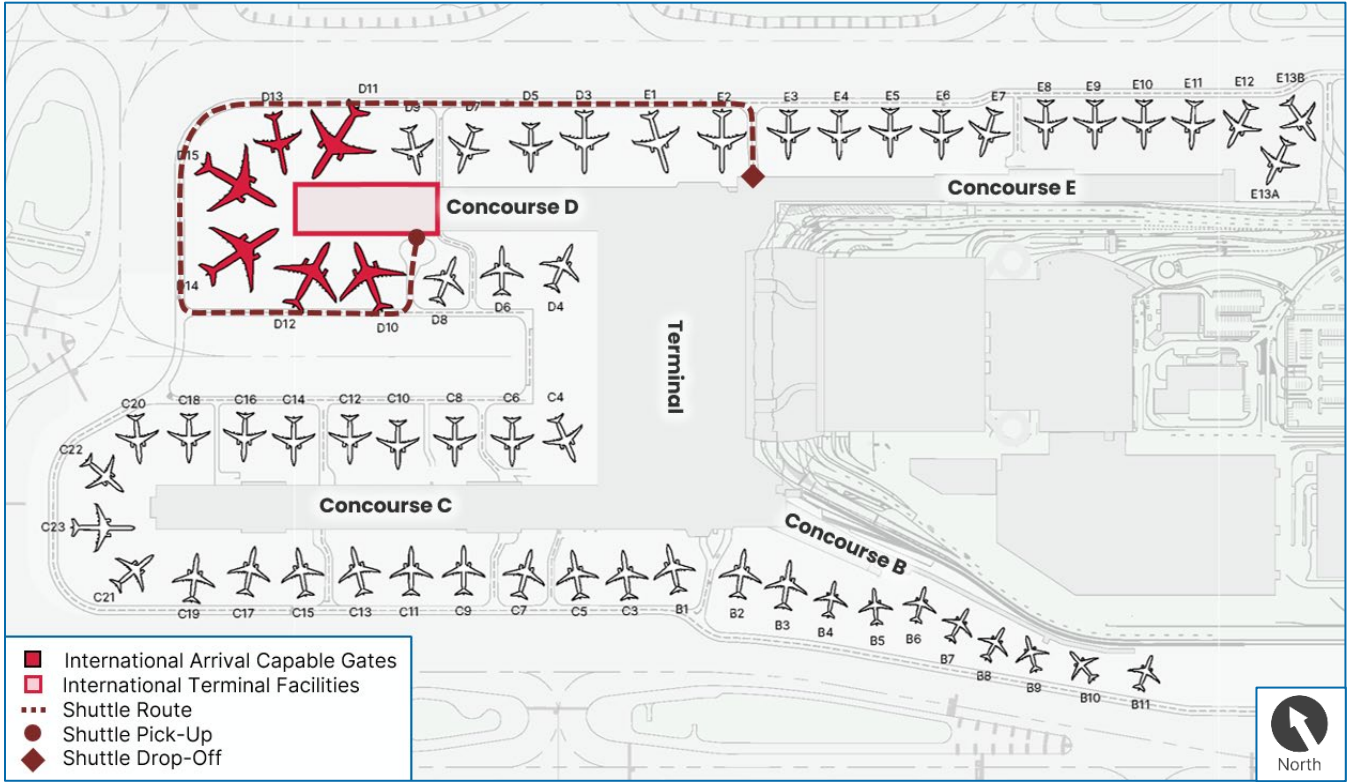 D13
D11
D9
D7
D5
D3
E1
E2
E3
E4
E5
E6
E7
E8
E9
E10
E11
E12
E13B
D15
E13A
Concourse D
Concourse E
D14
D12
D10
D8
D6
D4
Terminal
C20
C18
C16
C14
C12
C10
C8
C6
C4
C22
C23
Concourse C
Concourse B
C21
C19
C17
C15
C13
C11
C9
C7
C5
C3
B1
B2
B3
B4
B5
B6
B7
B8
B9
B10
B11
International Arrival Capable Gates
International Terminal Facilities
Shuttle Route
Shuttle Pick-Up
Shuttle Drop-Off
North